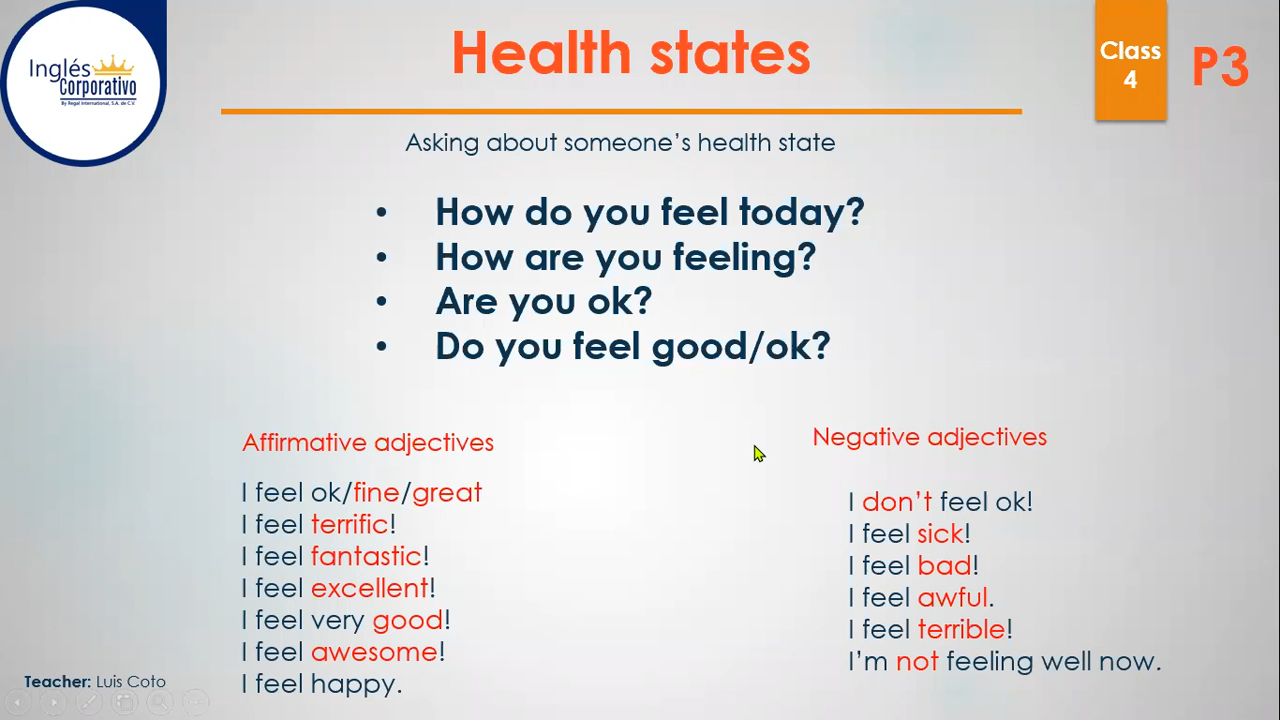 Inglés
Corporativo
By Regal International, S.A. de C.V.
Health states
Class
4
P3
Asking about someone’s health state
• How do you feel today?
• How are you feeling?
• Are you ok?
• Do you feel good/ok?
Affirmative adjectives
I feel ok/fine/great
I feel terrific!
I feel fantastic!
I feel excellent!
I feel very good!
I feel awesome!
I feel happy.
Negative adjectives
I don’t feel ok!
I feel sick!
I feel bad!
I feel awful.
I feel terrible!
I’m not feeling well now.
Teacher: Luis Coto